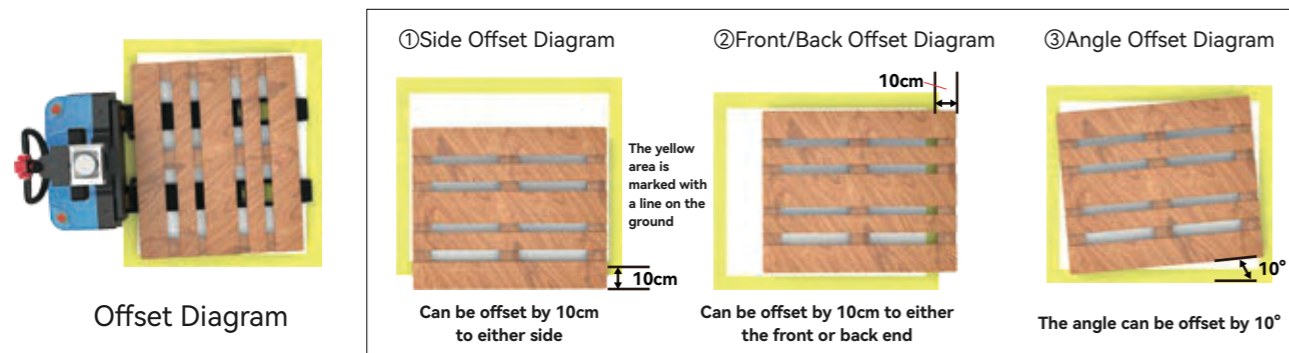 Offset Diagram
①Side Offset Diagram
10cm
The yellow
area is
marked with
a line on the
ground
Can be offset by 10cm
to either side
②Front/Back Offset Diagram
10cm
Can be offset by 10cm to either
the front or back end
③Angle Offset Diagram
10°
The angle can be offset by 10°